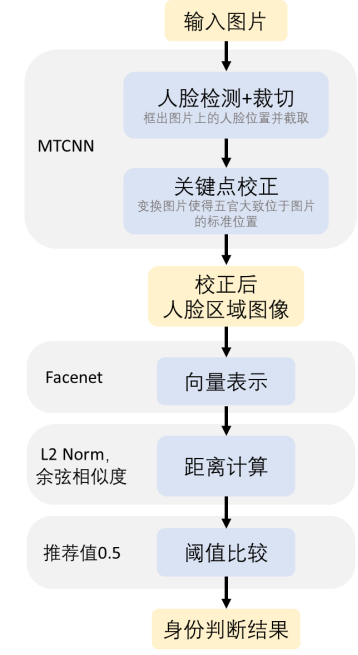 输入图片
人脸检测+裁切
框出图片上的人脸位置并截取
MTCNN
关键点校正
变换图片使得五官大致位于图片
的标准位置
校正后
人脸区域图像
Facenet
向量表示
L2 Norm,
余弦相似度
距离计算
推荐值0.5
阈值比较
身份判断结果